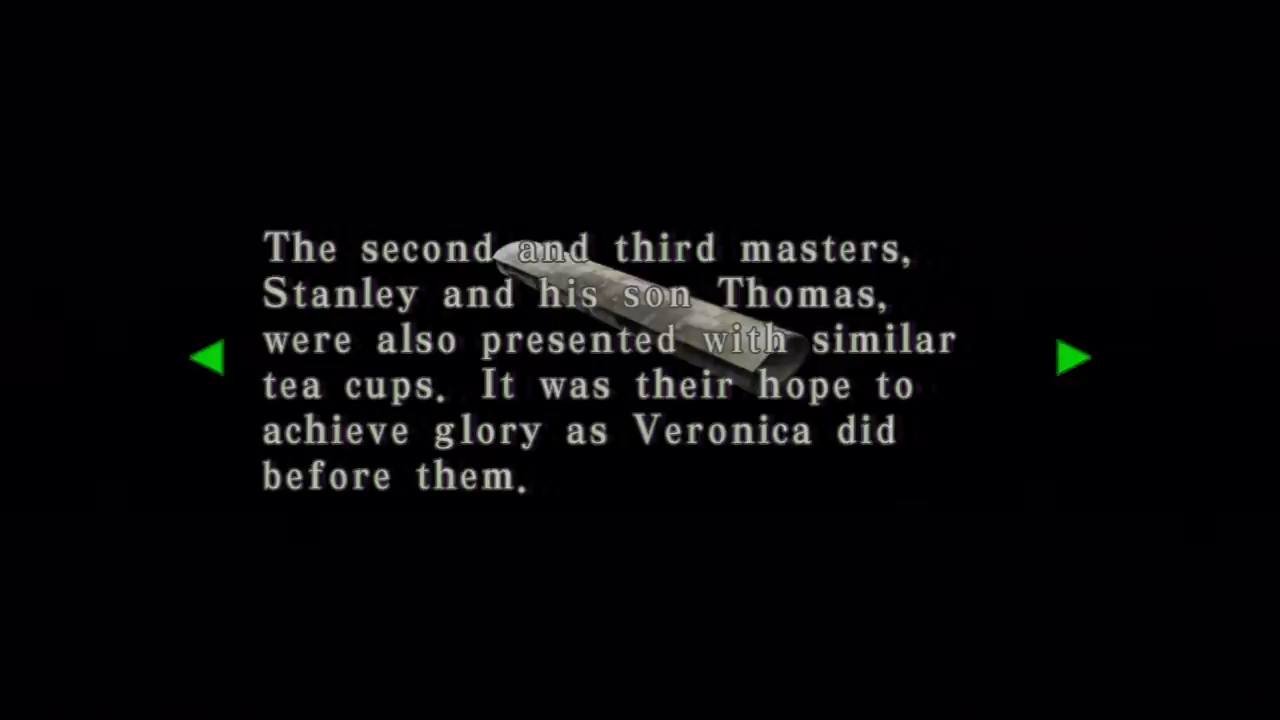 The second and third masters,
Stanley and his son Thomas,
were also presented with similar
tea cups. It was their hope to
achieve glory as Veronica did
before them.